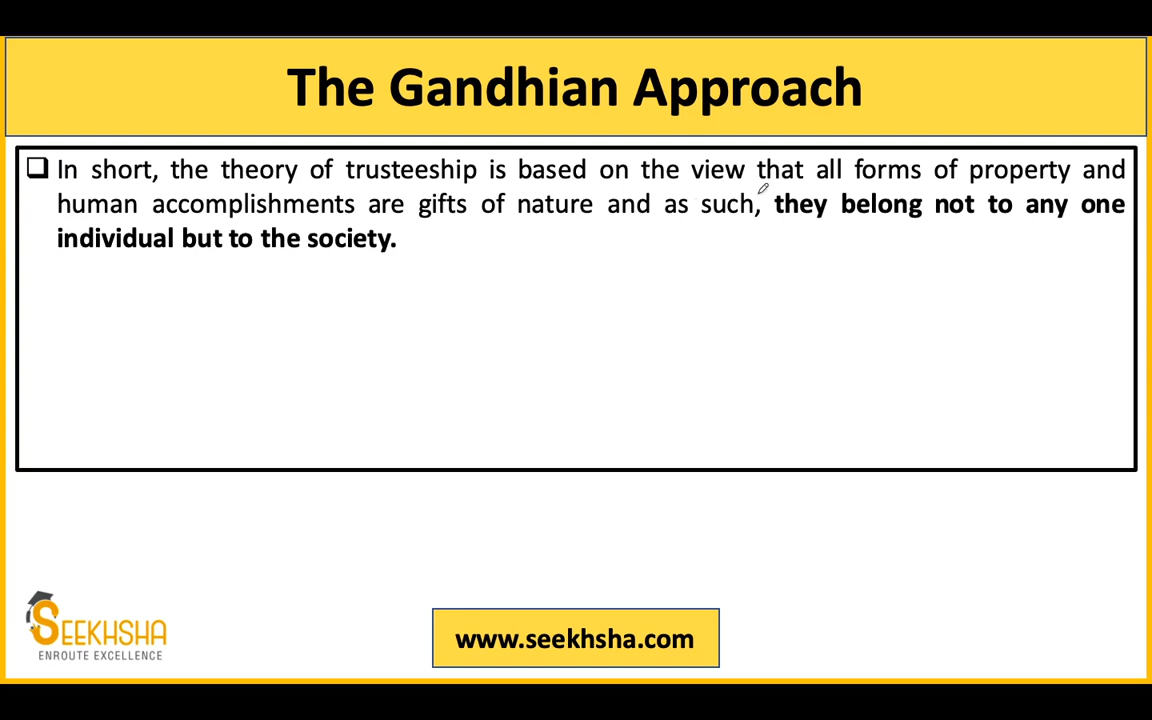 The Gandhian Approach
In short, the theory of trusteeship is based on the view that all forms of property and
human accomplishments are gifts of nature and as such, they belong not to any one
individual but to the society.
SEEKHSHA
ENROUTE EXCELLENCE
www.seekhsha.com